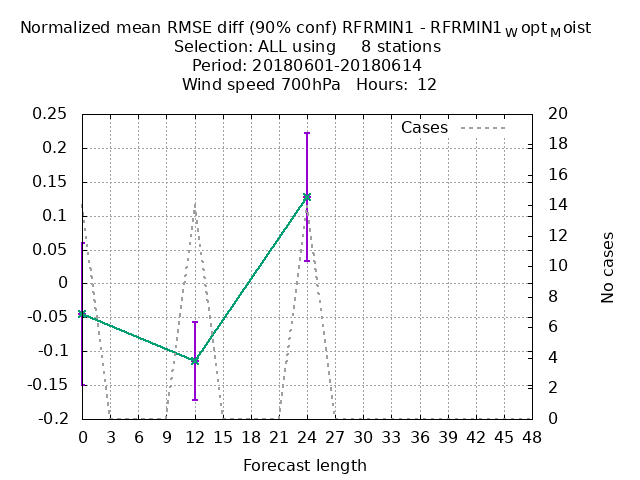 Normalized mean RMSE diff (90% conf) RFRMIN1 - RFRMIN1WoptMoist
Selection: ALL using     8 stations
Period: 20180601-20180614
Wind speed 700hPa   Hours:  12
Cases
0.25
0.2
0.15
0.1
0.05
0
-0.05
-0.1
-0.15
-0.2
20
18
16
14
12
10
8
6
4
2
0
No cases
0 3 6 9 12 15 18 21 24 27 30 33 36 39 42 45 48
Forecast length